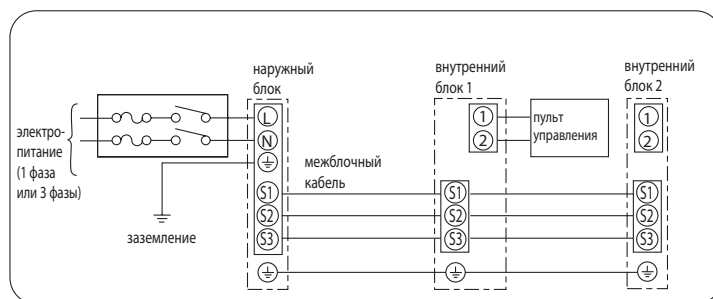 наружный
блок
внутренний
блок 1
внутренний
блок 2
электро-
питание
(1 фаза
или 3 фазы)
L
N
заземление
межблочный
кабель
1
2
пульт
управления
1
2
S1
S2
S3
S1
S2
S3
S1
S2
S3